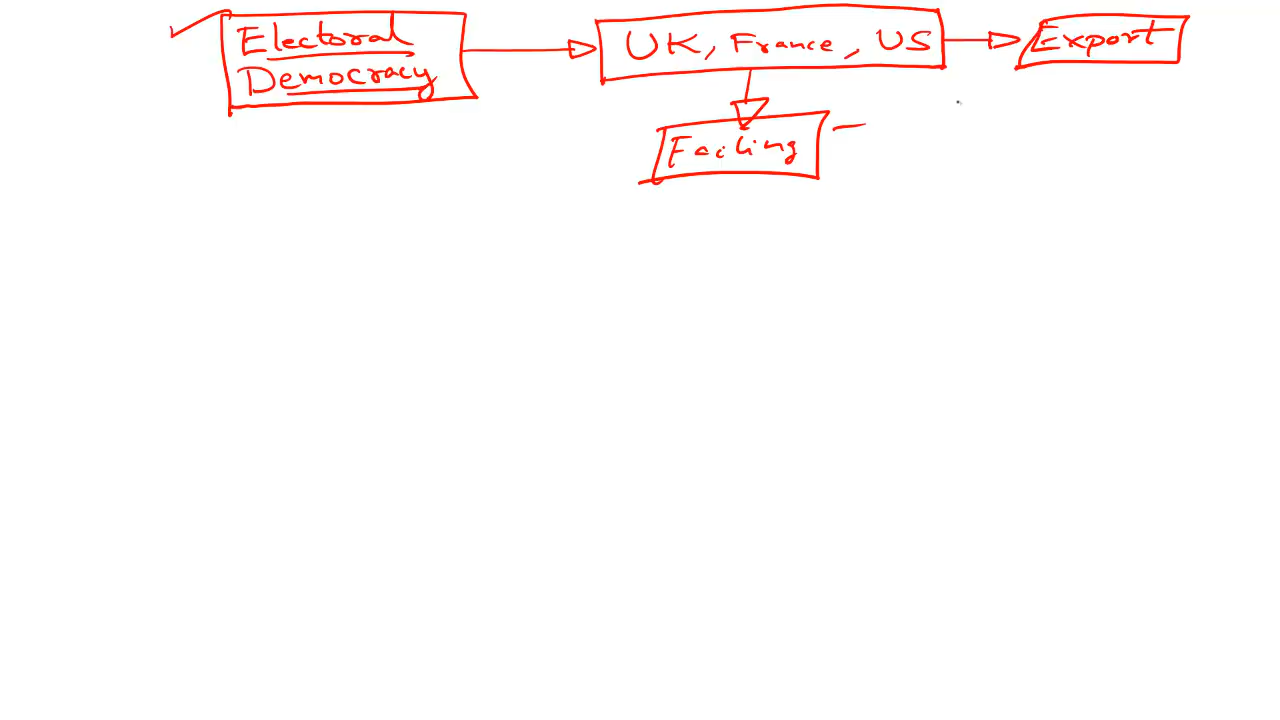 Electoral
Democracy
UK, France, US
Export
Failing